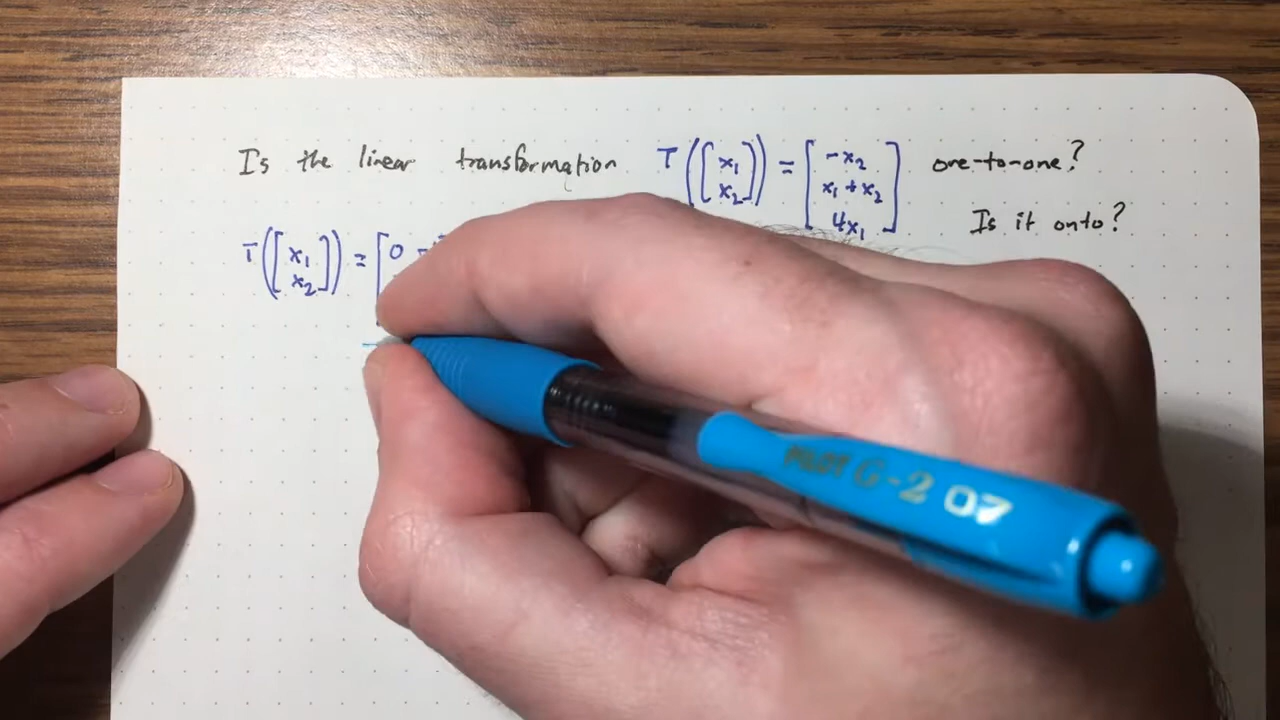 Is the linear transformation T([x₁ x₂]) = [-x₂ x₁ + x₂ 4x₁] one-to-one?
Is it onto?
T([x₁ x₂]) = [0 -
PILOT G-2 07